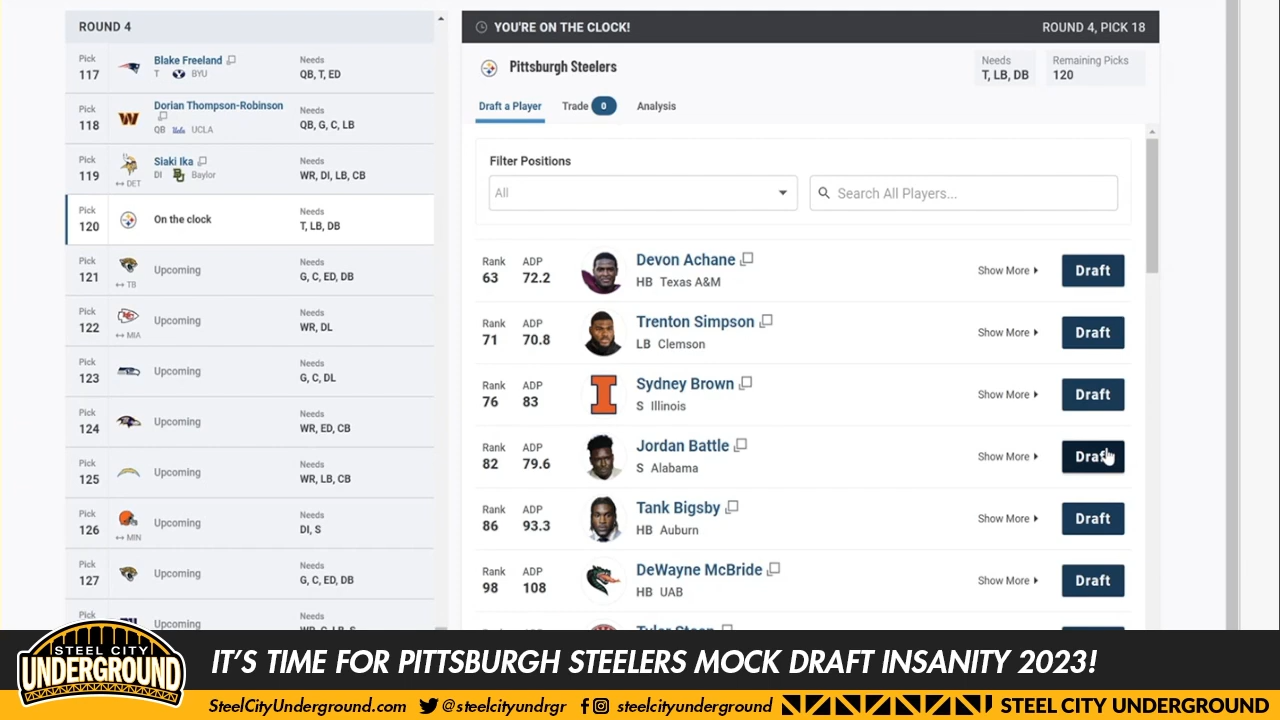 ROUND 4
Pick
117
Blake Freeland
T BYU
Needs
QB, T, ED
Pick
118
Dorian Thompson-Robinson
QB Ucla UCLA
Needs
QB, G, C, LB
Pick
119
↔ DET
Siaki Ika
DI Baylor
Needs
WR, DI, LB, CB
Pick
120
On the clock
Needs
T, LB, DB
Pick
121
↔ TB
Upcoming
Needs
G, C, ED, DB
Pick
122
↔ MIA
Upcoming
Needs
WR, DL
Pick
123
Upcoming
Needs
G, C, DL
Pick
124
Upcoming
Needs
WR, ED, CB
Pick
125
Upcoming
Needs
WR, LB, CB
Pick
126
↔ MIN
Upcoming
Needs
DI, S
Pick
127
Upcoming
Needs
G, C, ED, DB
Pick
Upcoming
Needs
YOU'RE ON THE CLOCK!
ROUND 4, PICK 18
Pittsburgh Steelers
Needs
T, LB, DB
Remaining Picks
120
Draft a Player
Trade 0
Analysis
Filter Positions
All
Search All Players...
Rank
63
ADP
72.2
Devon Achane
HB Texas A&M
Show More
Draft
Rank
71
ADP
70.8
Trenton Simpson
LB Clemson
Show More
Draft
Rank
76
ADP
83
Sydney Brown
S Illinois
Show More
Draft
Rank
82
ADP
79.6
Jordan Battle
S Alabama
Show More
Draft
Rank
86
ADP
93.3
Tank Bigsby
HB Auburn
Show More
Draft
Rank
98
ADP
108
DeWayne McBride
HB UAB
Show More
Draft
STEEL CITY
UNDERGROUND
IT'S TIME FOR PITTSBURGH STEELERS MOCK DRAFT INSANITY 2023!
SteelCityUnderground.com @steelcityundrgr steelcityunderground STEEL CITY UNDERGROUND